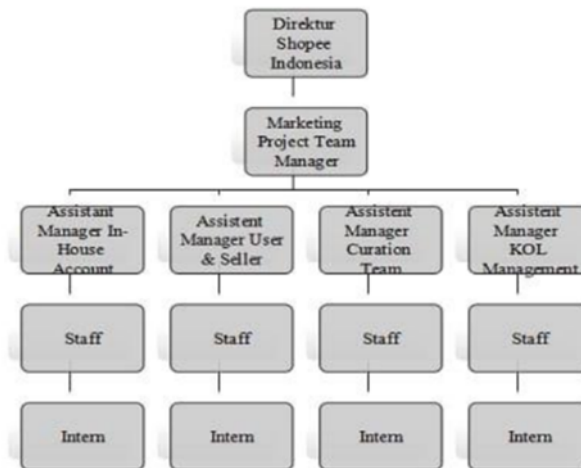 Direktur
Shopee
Indonesia
Marketing
Project Team
Manager
Assistant
Manager In-
House
Account
Assistent
Manager User
& Seller
Assistent
Manager
Curation
Team
Assistent
Manager
KOL
Management
Staff
Staff
Staff
Staff
Intern
Intern
Intern
Intern